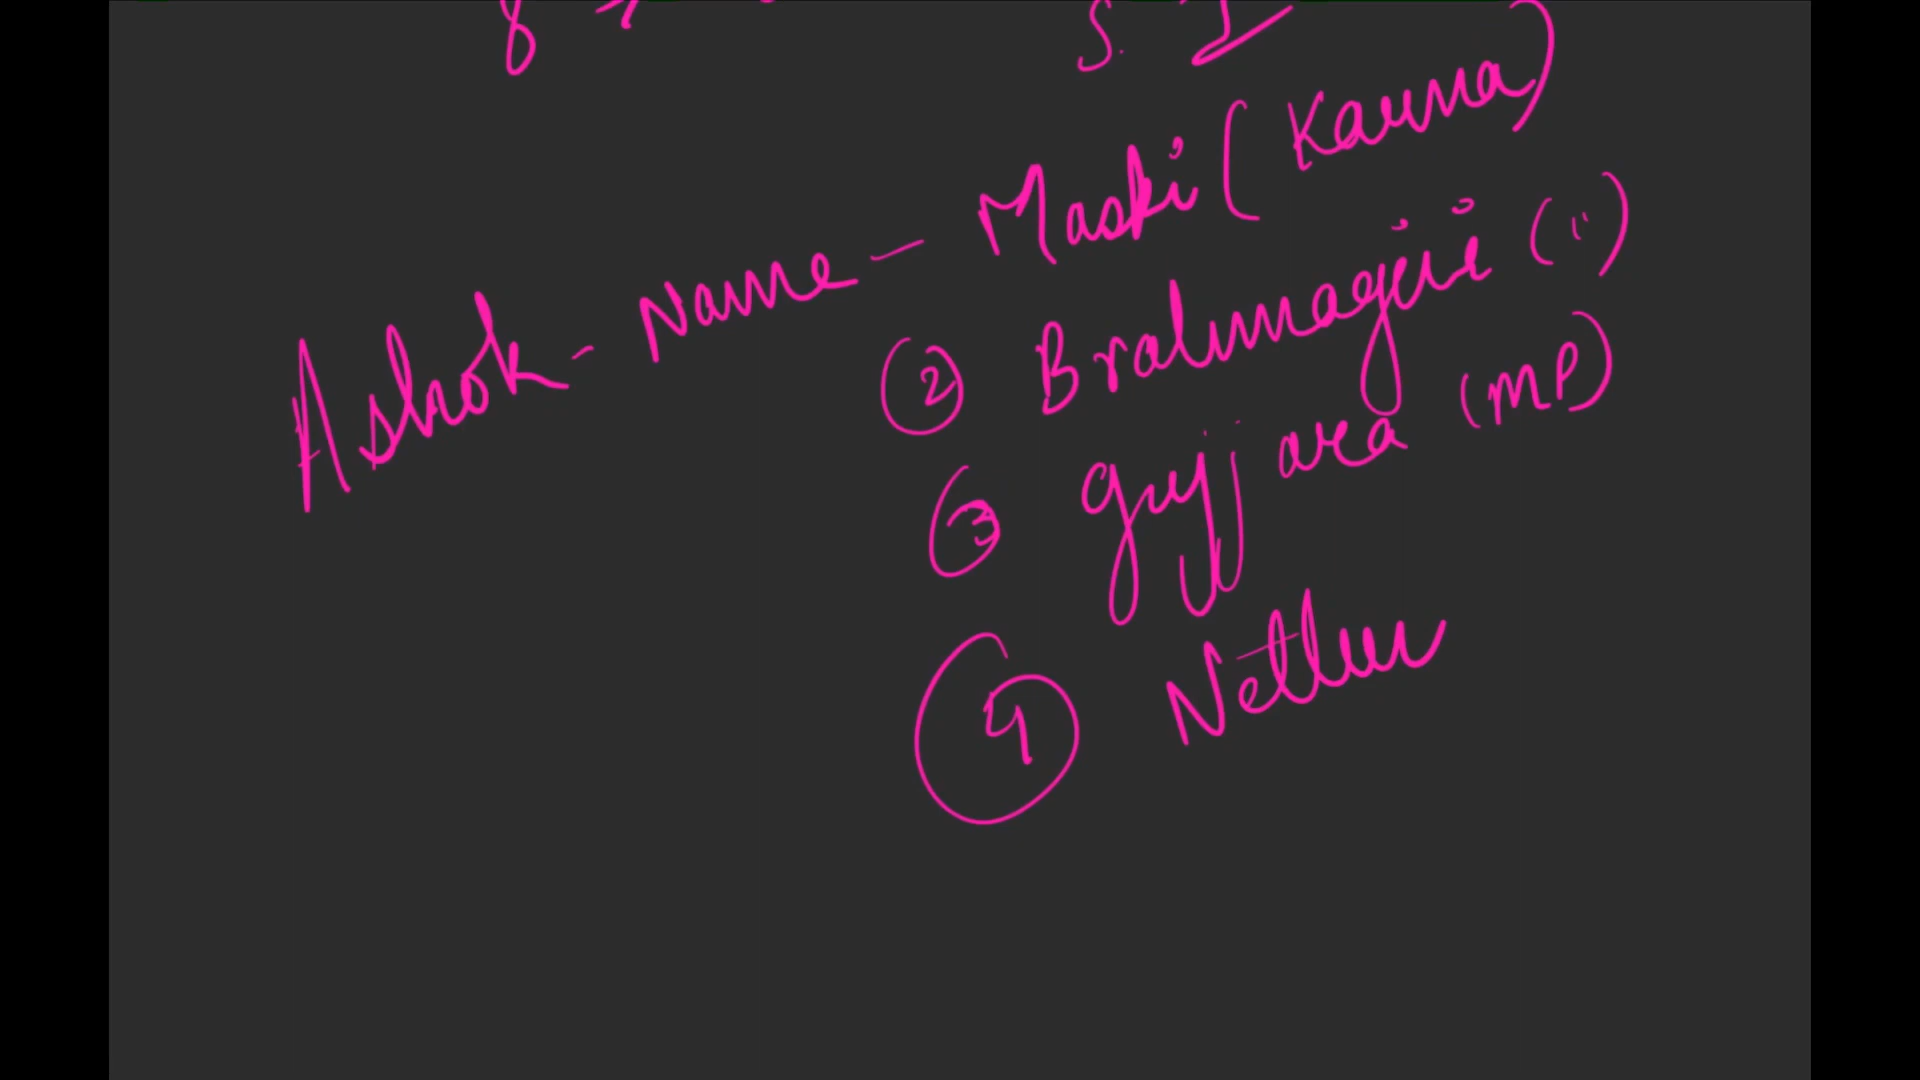 Ashok - Name - Maski (Karna)
② Brahmagiri (")
③ Gujjara (MP)
④ Nettur